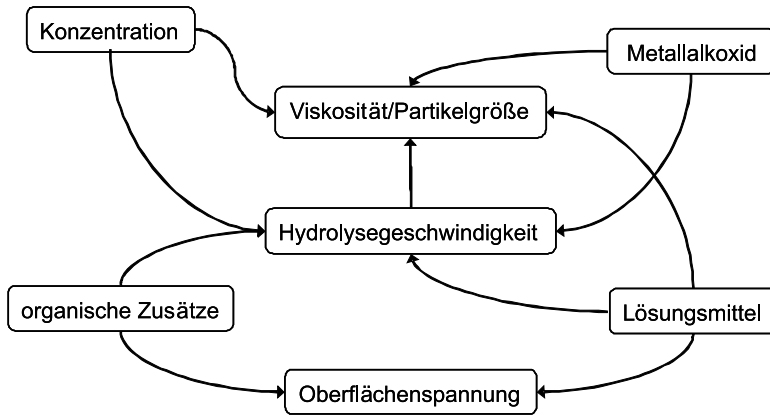 Konzentration
Metallalkoxid
Viskosität/Partikelgröße
Hydrolysegeschwindigkeit
organische Zusätze
Lösungsmittel
Oberflächenspannung